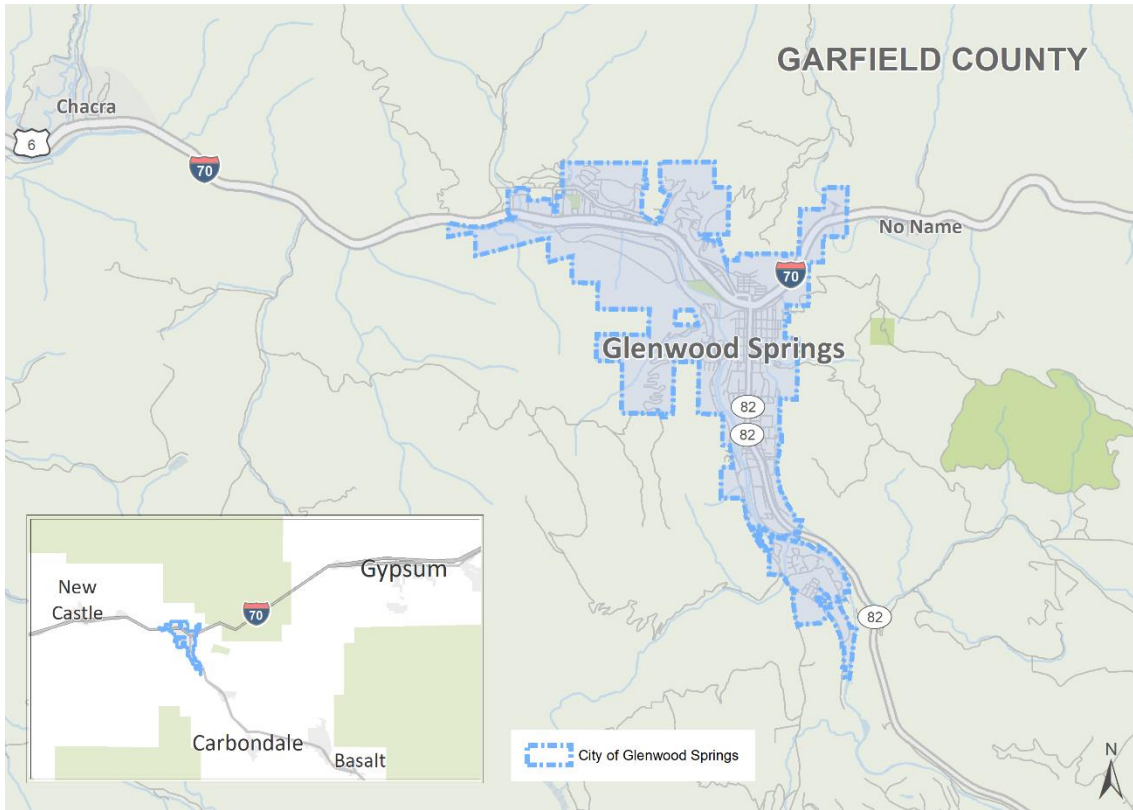 GARFIELD COUNTY
Chacra
6
70
No Name
70
Glenwood Springs
82
82
82
Gypsum
New
Castle
70
Carbondale
Basalt
City of Glenwood Springs
N